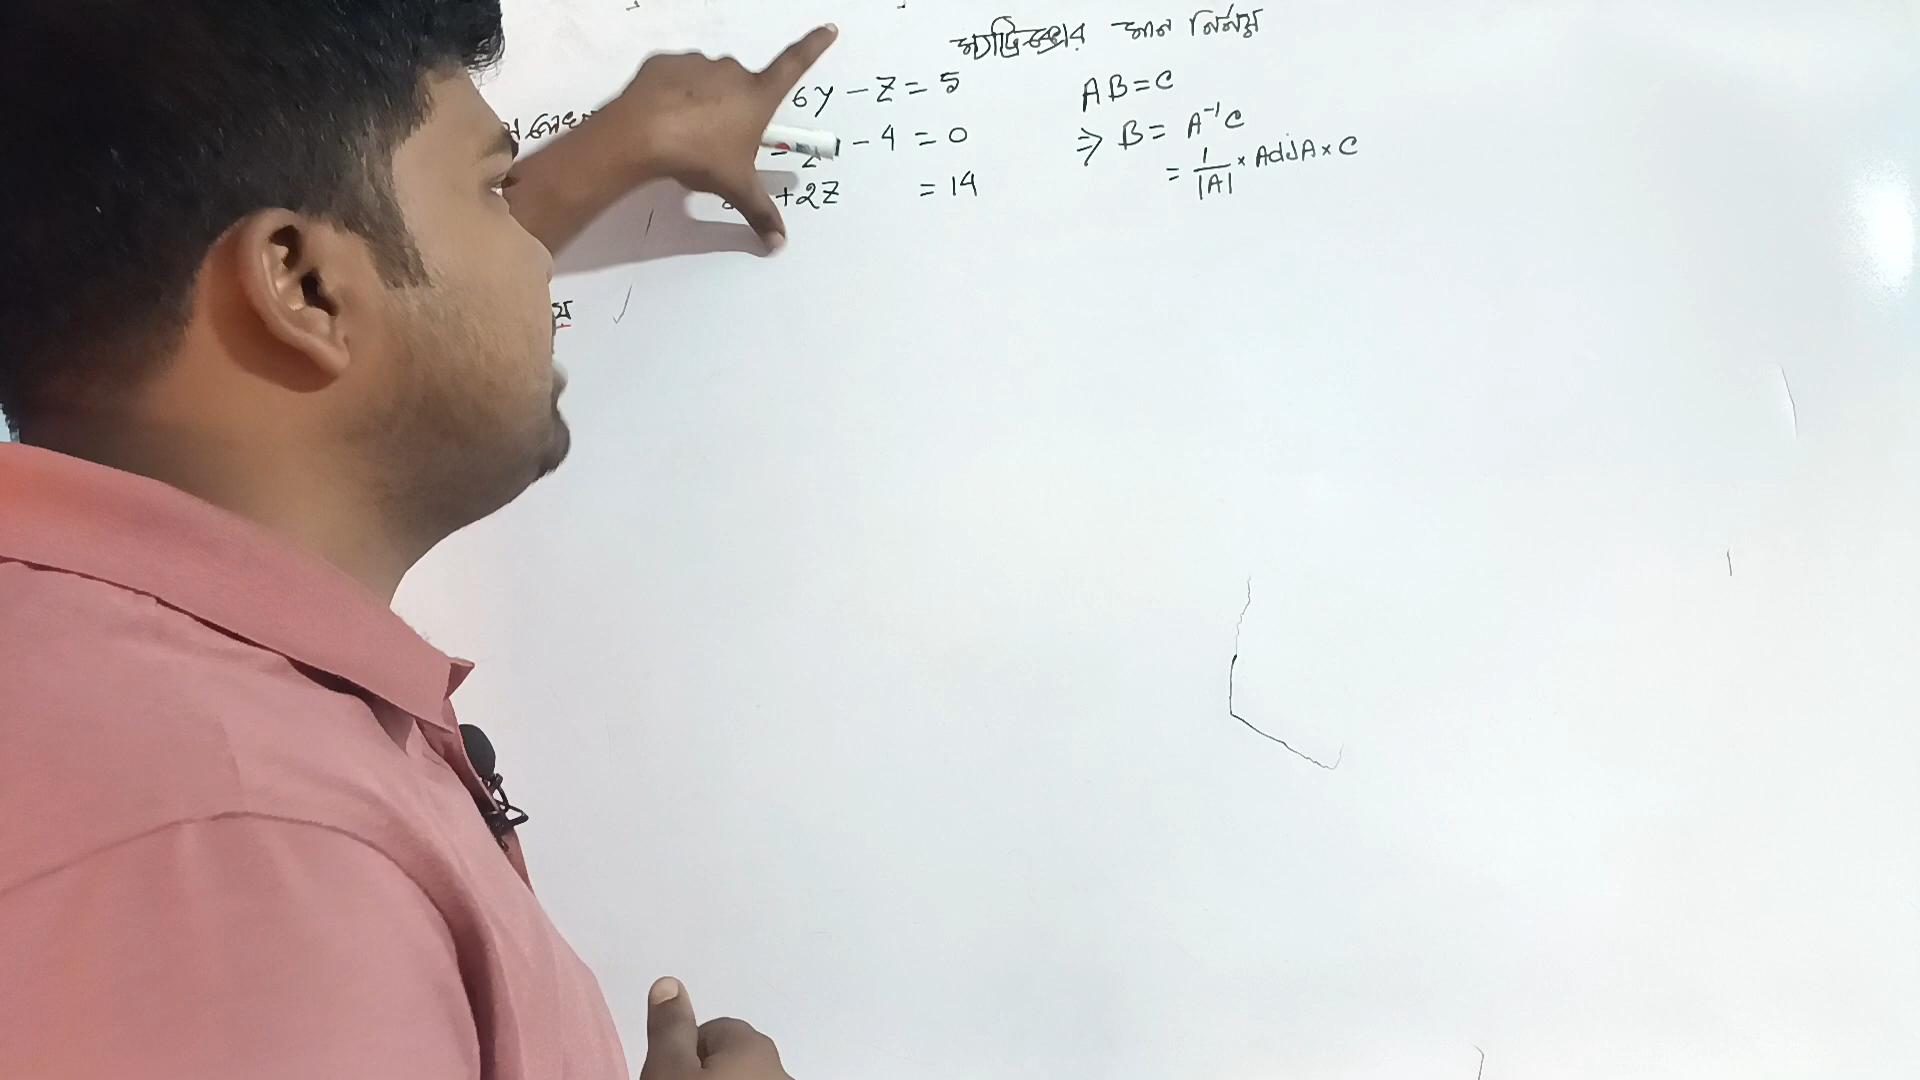 মান নির্ণয়
6y - z = 5
- 4 = 0
+2z = 14
AB = C
⇒ B = A⁻¹C
= 1/|A| × AdjA × C
য